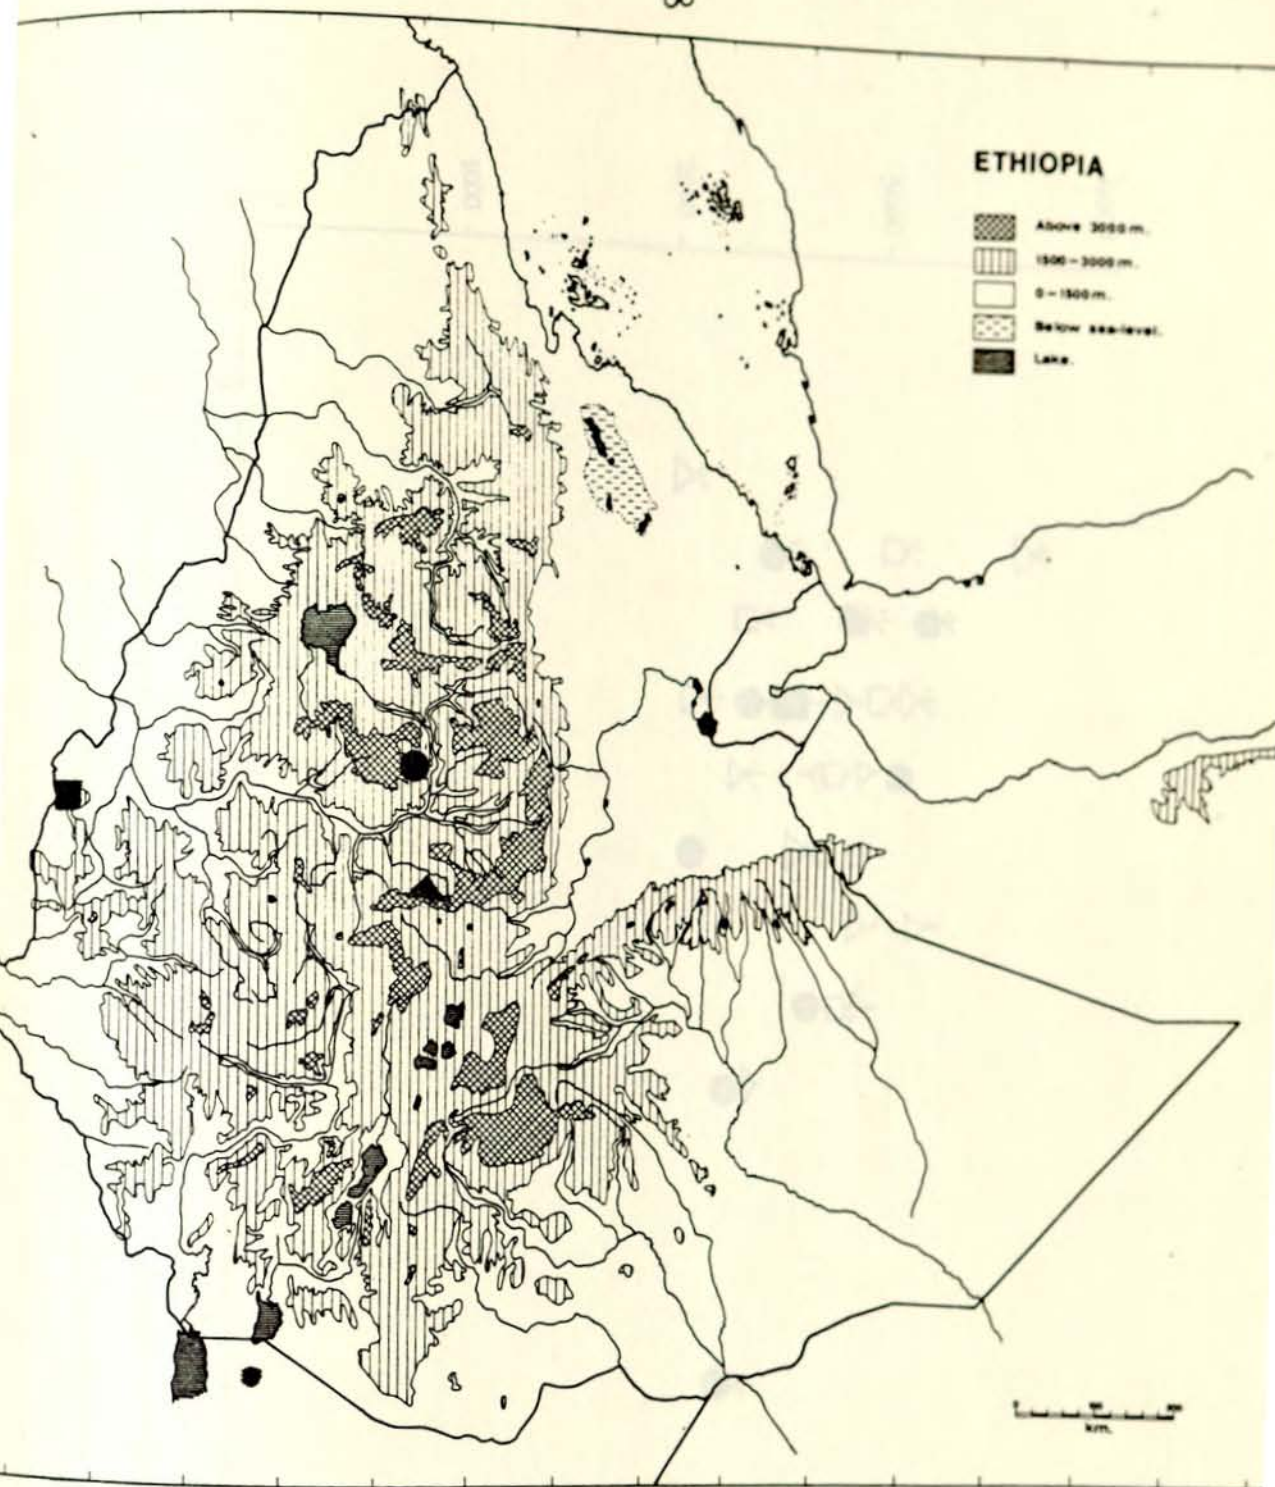 ETHIOPIA
Above 3000 m.
1500-3000 m.
0-1500 m.
Below sea-level.
Lake.
km.